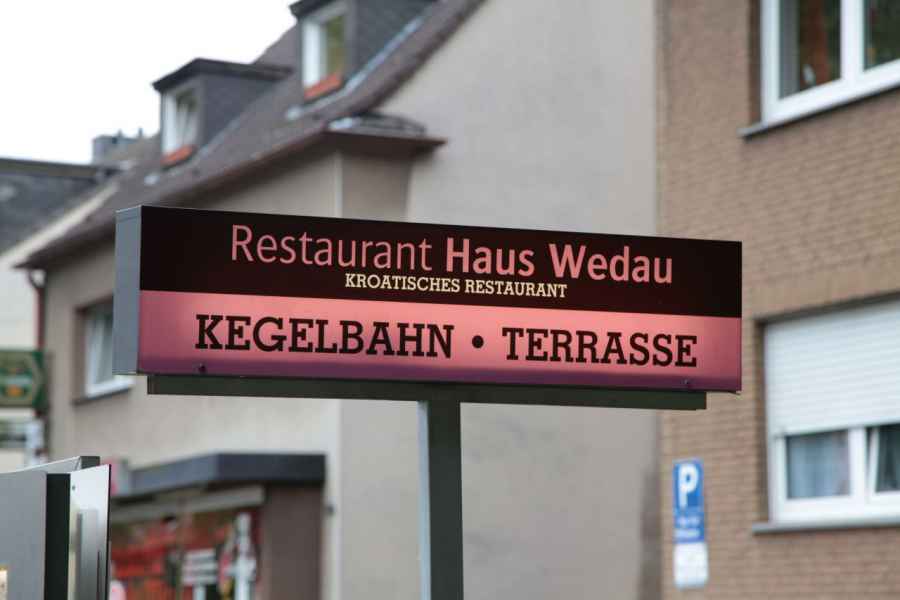 Restaurant Haus Wedau
KROATISCHES RESTAURANT
KEGELBAHN • TERRASSE
P